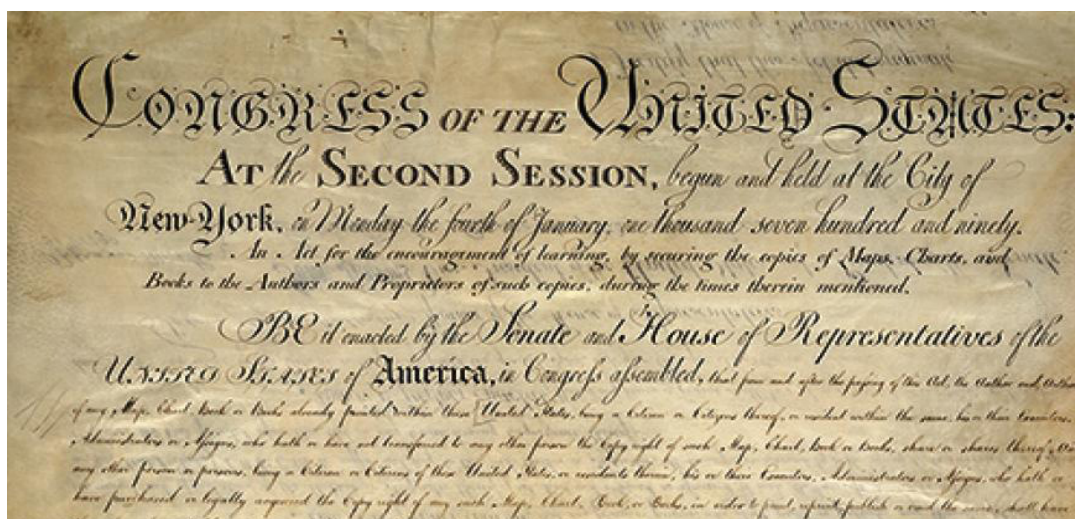 CONGRESS OF THE UNITED STATES:
AT the SECOND SESSION, begun and held at the City of
New-York, on Monday the fourth of January, one thousand seven hundred and ninety.
An Act for the encouragement of learning, by securing the copies of Maps, Charts, and
Books to the Authors and Proprietors of such copies, during the times therein mentioned.
BE it enacted by the Senate and House of Representatives of the
UNITED STATES of America, in Congress assembled, that from and after the passing of this Act, the Author and Authors
of any Map, Chart, Book or Books already printed within these United States, being a Citizen or Citizens thereof, or resident within the same, his or their Executors,
Administrators or Assigns, who hath or have not transferred to any other person the Copy right of such Map, Chart, Book or Books, share or shares thereof; and
any other person or persons, being a Citizen or Citizens of these United States, or residents therein, his or their Executors, Administrators or Assigns, who hath or
have purchased or legally acquired the Copy right of any such Map, Chart, Book, or Books, in order to print, reprint, publish or vend the same, shall have